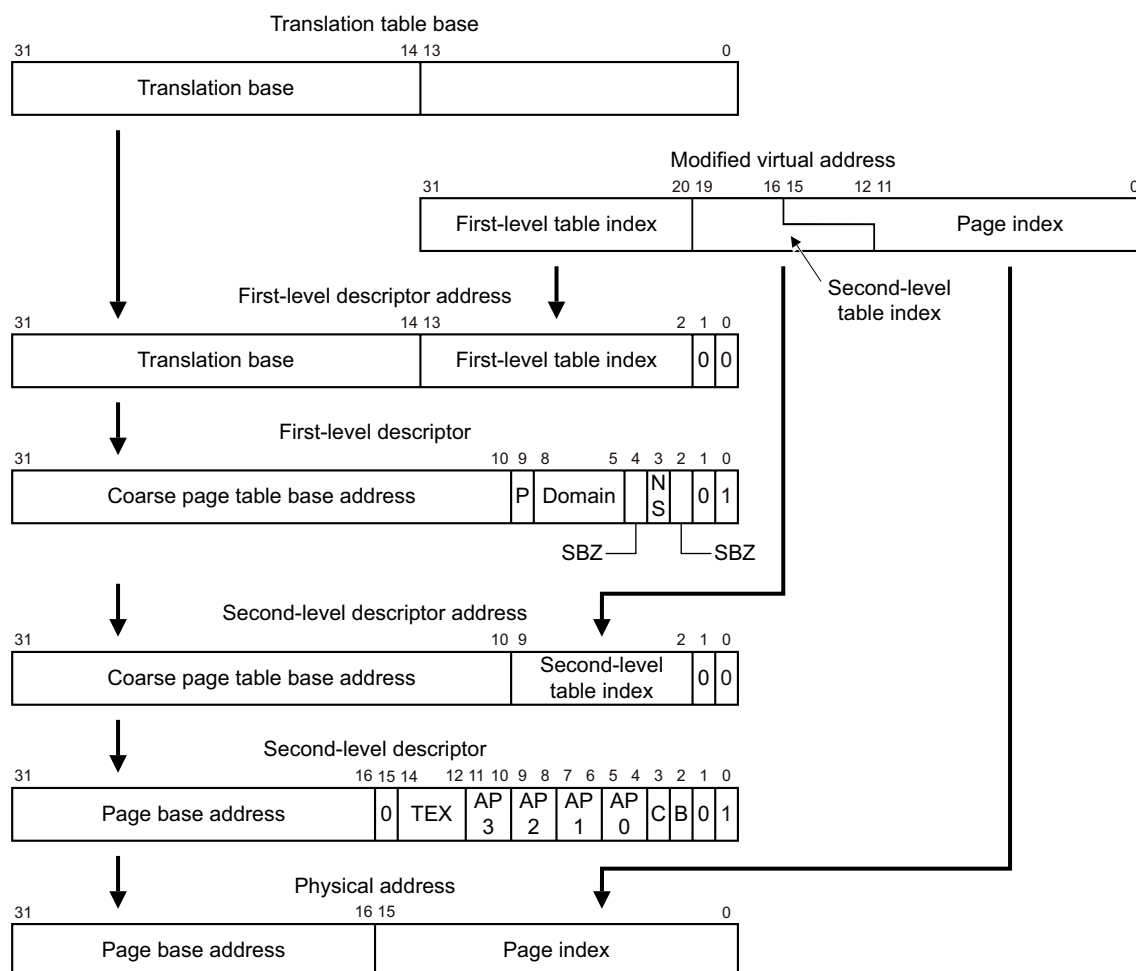 Translation table base
31 14 13 0
Translation base
Modified virtual address
31 20 19 16 15 12 11 0
First-level table index Page index
Second-level
table index
First-level descriptor address
31 14 13 2 1 0
Translation base First-level table index 0 0
First-level descriptor
31 10 9 8 5 4 3 2 1 0
Coarse page table base address P Domain N S 0 1
SBZ SBZ
Second-level descriptor address
31 10 9 2 1 0
Coarse page table base address Second-level table index 0 0
Second-level descriptor
31 16 15 14 12 11 10 9 8 7 6 5 4 3 2 1 0
Page base address 0 TEX AP 3 AP 2 AP 1 AP 0 C B 0 1
Physical address
31 16 15 0
Page base address Page index